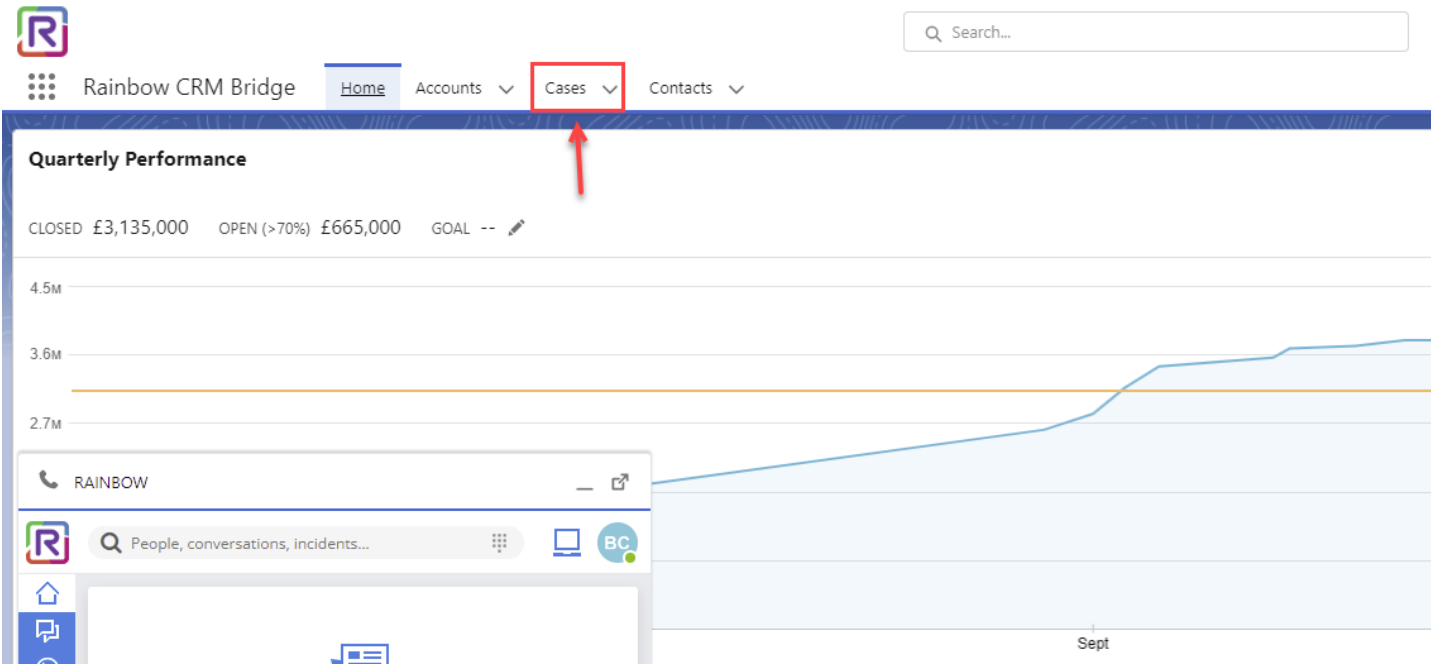 R
Search...
Rainbow CRM Bridge Home Accounts Cases Contacts
Quarterly Performance
CLOSED £3,135,000 OPEN (>70%) £665,000 GOAL --
4.5M
3.6M
2.7M
RAINBOW
R
People, conversations, incidents...
BC
Sept